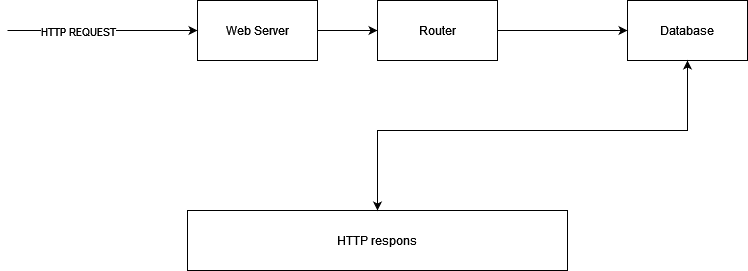 HTTP REQUEST
Web Server
Router
Database
HTTP respons